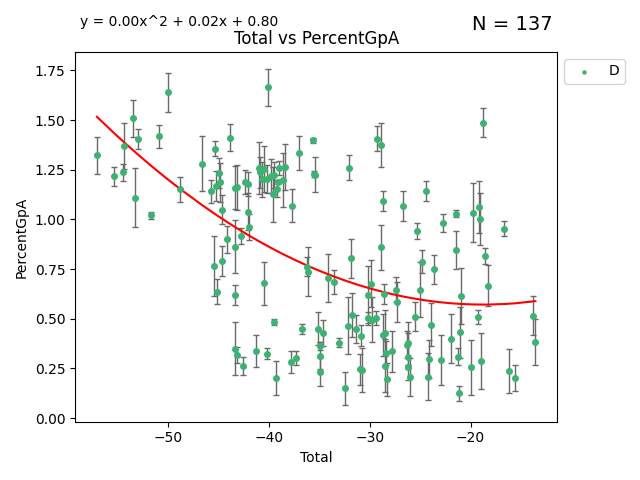 y = 0.00x^2 + 0.02x + 0.80
N = 137
Total vs PercentGpA
D
PercentGpA
1.75
1.50
1.25
1.00
0.75
0.50
0.25
0.00
−50
−40
−30
−20
Total